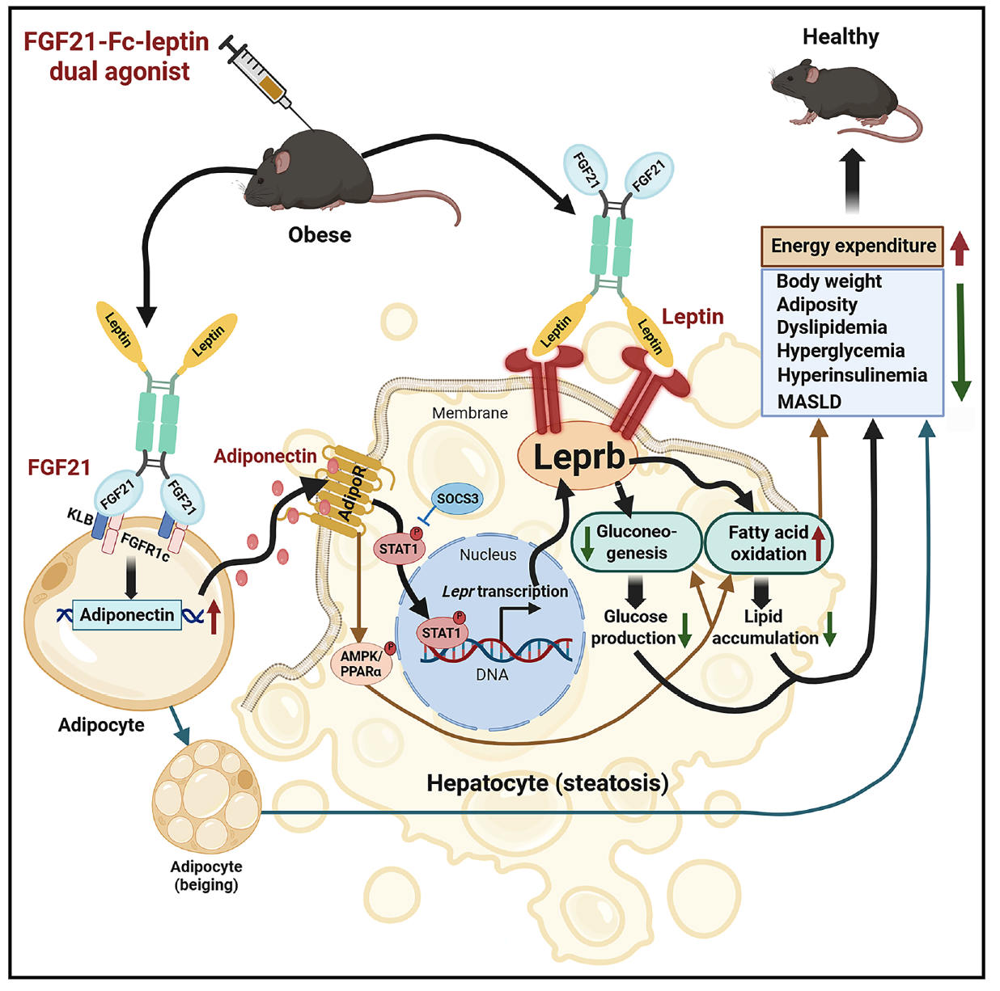 FGF21-Fc-leptin
dual agonist
Obese
Healthy
FGF21
FGF21
Energy expenditure
Body weight
Adiposity
Dyslipidemia
Hyperglycemia
Hyperinsulinemia
MASLD
Leptin
Leptin
Leptin
Leptin
Leptin
Membrane
Leprb
FGF21
FGF21
FGF21
KLB
FGFR1c
Adiponectin
Adiponectin
AdipoR
SOCS3
P
STAT1
Nucleus
Lepr transcription
P
STAT1
DNA
P
AMPK/
PPARα
Gluconeo-
genesis
Fatty acid
oxidation
Glucose
production
Lipid
accumulation
Adipocyte
Hepatocyte (steatosis)
Adipocyte
(beiging)